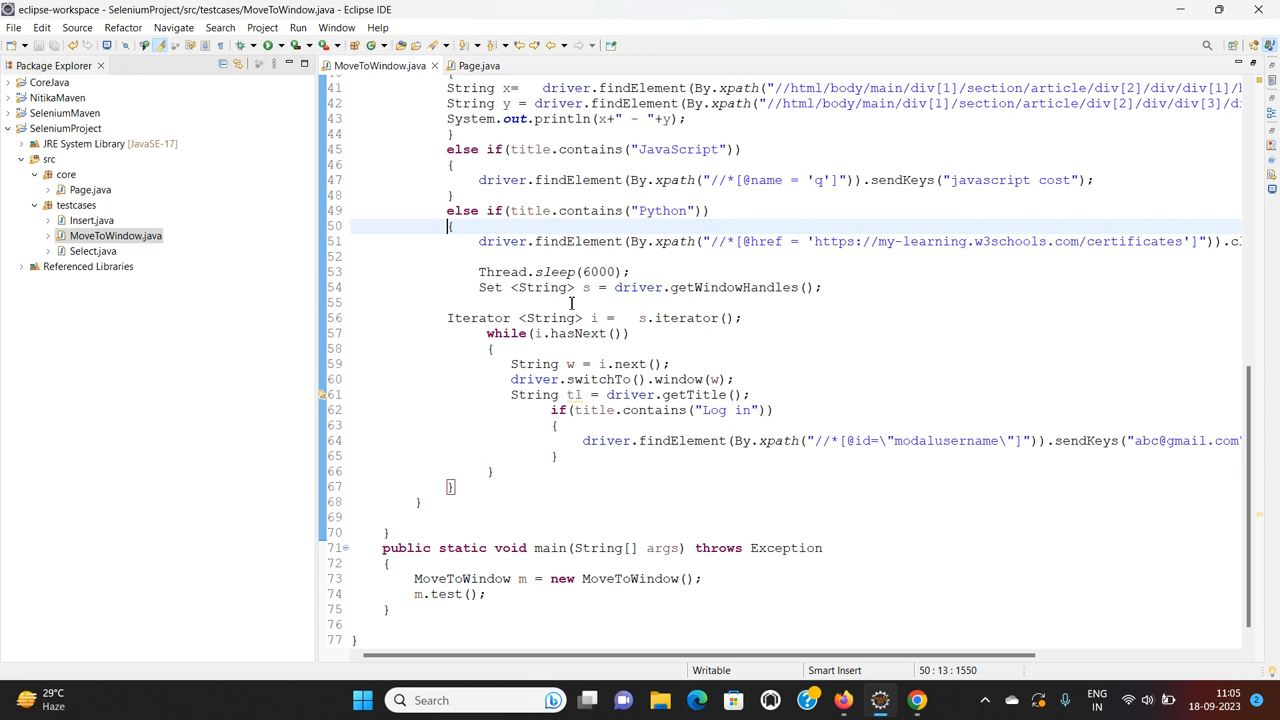 eclipse-workspace - SeleniumProject/src/testcases/MoveToWindow.java - Eclipse IDE
File Edit Source Refactor Navigate Search Project Run Window Help
Package Explorer
MoveToWindow.java
Page.java
CoreJava
NitikaMaven
SeleniumMaven
SeleniumProject
JRE System Library [JavaSE-17]
src
core
Page.java
testcases
Insert.java
MoveToWindow.java
Select.java
Referenced Libraries
40 {
41 String x= driver.findElement(By.xpath("//html/body/main/div[1]/section/article/div[2]/div/div[1]/h
42 String y = driver.findElement(By.xpath("//html/body/main/div[1]/section/article/div[2]/div/div[3]/di
43 System.out.println(x+" - "+y);
44 }
45 else if(title.contains("JavaScript"))
46 {
47 driver.findElement(By.xpath("//*[@name = 'q']")).sendKeys("javascript cost");
48 }
49 else if(title.contains("Python"))
50 {
51 driver.findElement(By.xpath("//*[@href = 'https://my-learning.w3schools.com/certificates']")).cl
52
53 Thread.sleep(6000);
54 Set <String> s = driver.getWindowHandles();
55
56 Iterator <String> i = s.iterator();
57 while(i.hasNext())
58 {
59 String w = i.next();
60 driver.switchTo().window(w);
61 String tl = driver.getTitle();
62 if(title.contains("Log in"))
63 {
64 driver.findElement(By.xpath("//*[@id=\"modalusername\"]")).sendKeys("abc@gmail.com"
65 }
66 }
67 }
68 }
69
70 }
71 public static void main(String[] args) throws Exception
72 {
73 MoveToWindow m = new MoveToWindow();
74 m.test();
75 }
76
77 }
Writable Smart Insert 50 : 13 : 1550
29°C
Haze
Search
ENG
IN
11:05
18-09-2023
2